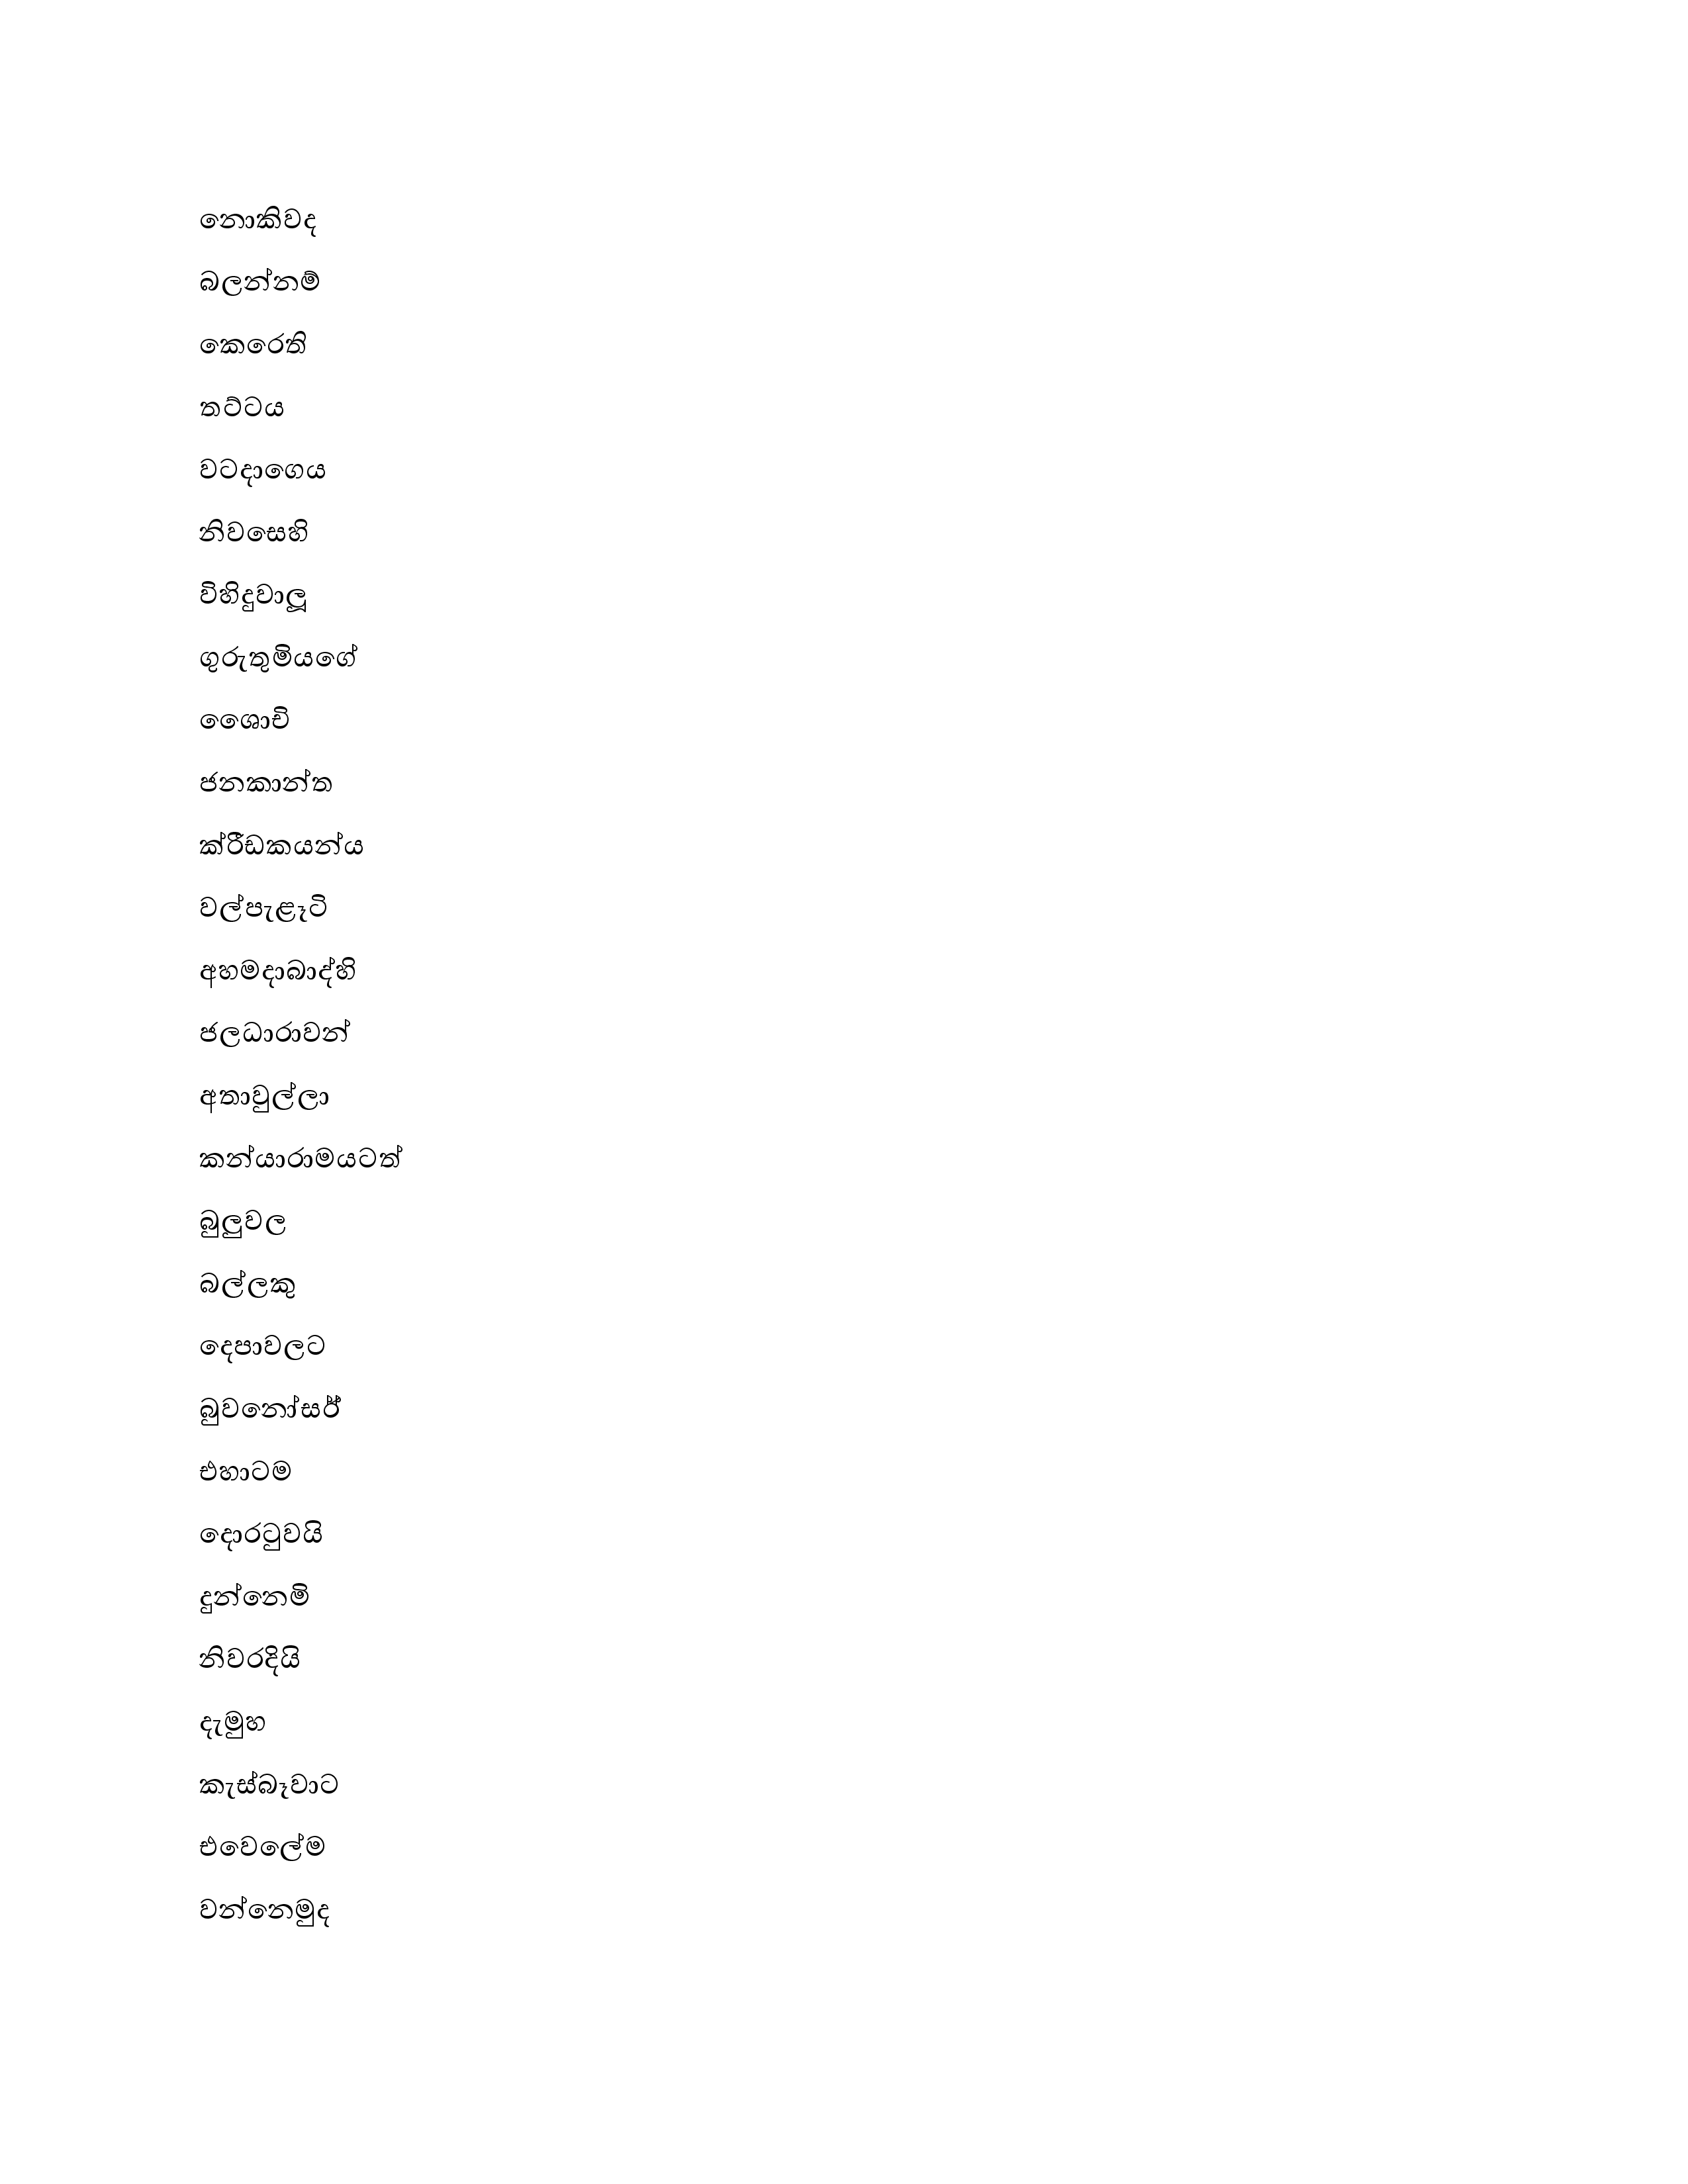 නොකිවද
බලන්නම්
කෙරෙති
තට්ටය
වටදාගෙය
නිවසෙහි
විහිදුවාලූ
ගුරුතුමියගේ
ශෛාචි
ජනකාන්ත
ක්රීඩකයන්ය
වල්පැළෑටි
අහමදාබාද්හි
ජලධාරාවන්
අතාවුල්ලා
කන්යාරාමයටත්
බුලුවල
බල්ලකු
දෙපාවලට
බුවනෝසර්
එහාටම
දොරටුවයි
දුන්නෙමි
නිවරදියි
දැමුහ
කැස්බෑවාට
එවෙලේම
වන්නෙමුද